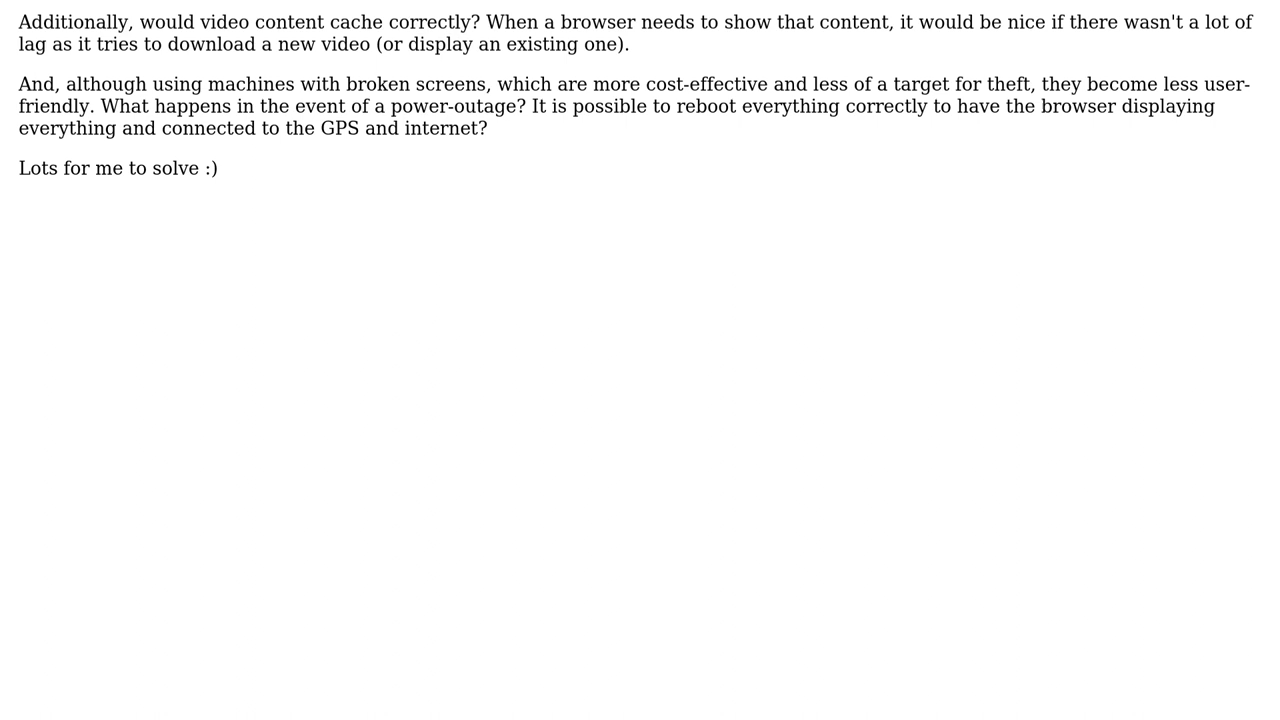 Additionally, would video content cache correctly? When a browser needs to show that content, it would be nice if there wasn't a lot of
lag as it tries to download a new video (or display an existing one).
And, although using machines with broken screens, which are more cost-effective and less of a target for theft, they become less user-
friendly. What happens in the event of a power-outage? It is possible to reboot everything correctly to have the browser displaying
everything and connected to the GPS and internet?
Lots for me to solve :)